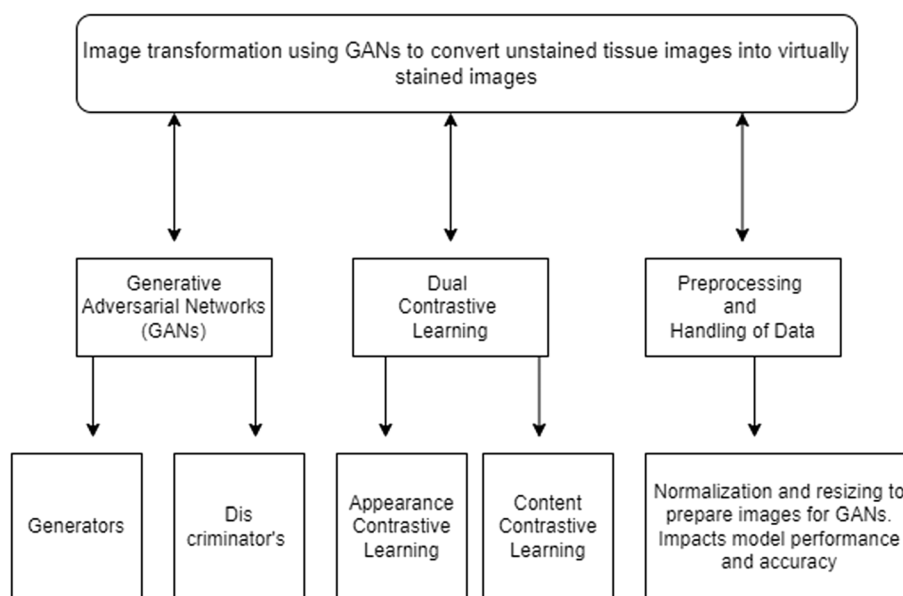 Image transformation using GANs to convert unstained tissue images into virtually
stained images
Generative
Adversarial Networks
(GANs)
Dual
Contrastive
Learning
Preprocessing
and
Handling of Data
Generators
Dis
criminator's
Appearance
Contrastive
Learning
Content
Contrastive
Learning
Normalization and resizing to
prepare images for GANs.
Impacts model performance
and accuracy